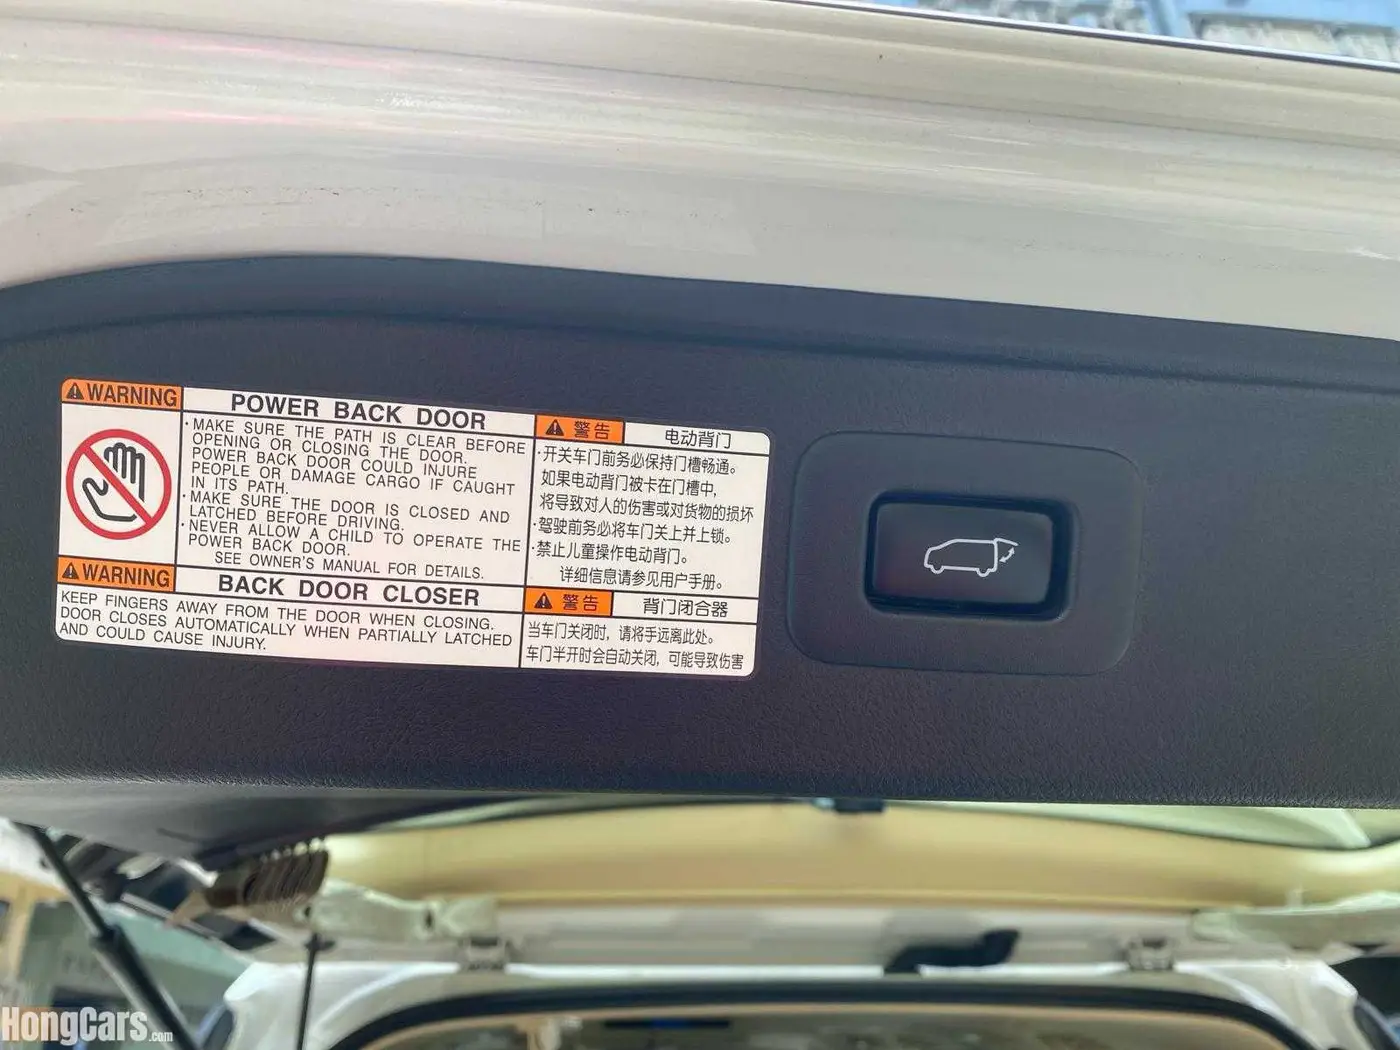 WARNING
POWER BACK DOOR
·MAKE SURE THE PATH IS CLEAR BEFORE
OPENING OR CLOSING THE DOOR.
POWER BACK DOOR COULD INJURE
PEOPLE OR DAMAGE CARGO IF CAUGHT
IN ITS PATH.
·MAKE SURE THE DOOR IS CLOSED AND
LATCHED BEFORE DRIVING.
·NEVER ALLOW A CHILD TO OPERATE THE
POWER BACK DOOR.
SEE OWNER'S MANUAL FOR DETAILS.
WARNING
BACK DOOR CLOSER
KEEP FINGERS AWAY FROM THE DOOR WHEN CLOSING.
DOOR CLOSES AUTOMATICALLY WHEN PARTIALLY LATCHED
AND COULD CAUSE INJURY.
警告
电动背门
·开关车门前务必保持门槽畅通。
如果电动背门被卡在门槽中,
将导致对人的伤害或对货物的损坏
·驾驶前务必将车门关上并上锁。
·禁止儿童操作电动背门。
详细信息请参见用户手册。
警告
背门闭合器
当车门关闭时, 请将手远离此处。
车门半开时会自动关闭, 可能导致伤害
HongCars.com